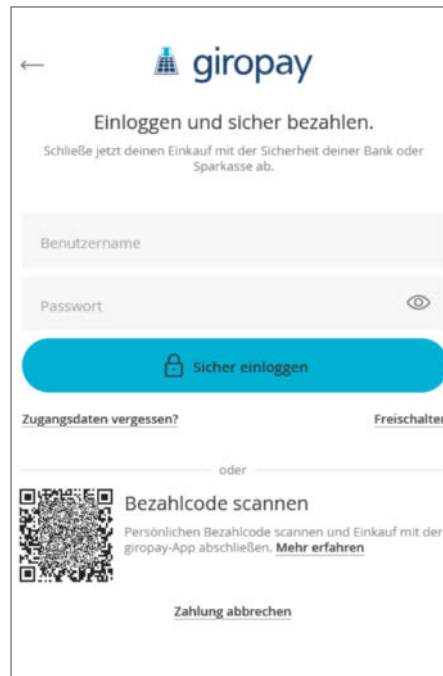 giropay
Einloggen und sicher bezahlen.
Schließe jetzt deinen Einkauf mit der Sicherheit deiner Bank oder
Sparkasse ab.
Benutzername
Passwort
Sicher einloggen
Zugangsdaten vergessen? Freischalten
oder
Bezahlcode scannen
Persönlichen Bezahlcode scannen und Einkauf mit der
giropay-App abschließen. Mehr erfahren
Zahlung abbrechen